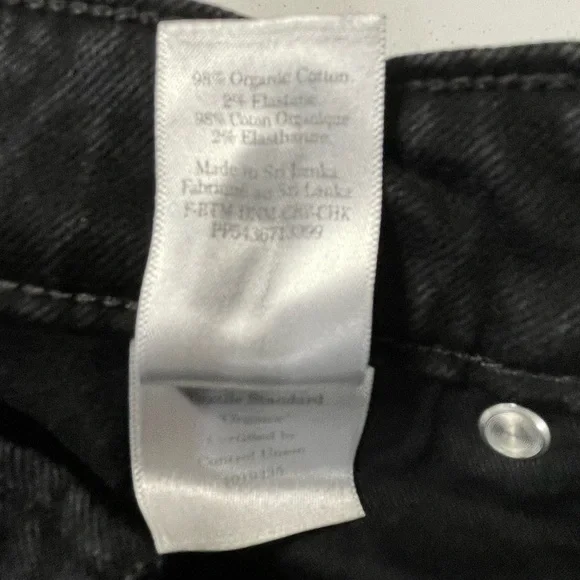 98% Organic Cotton
2% Elastane
98% Coton Organique
2% Elasthanne
Made in Sri Lanka
Fabriqué au Sri Lanka
PP5436713299
Textile Standard
Certified by
Control Union